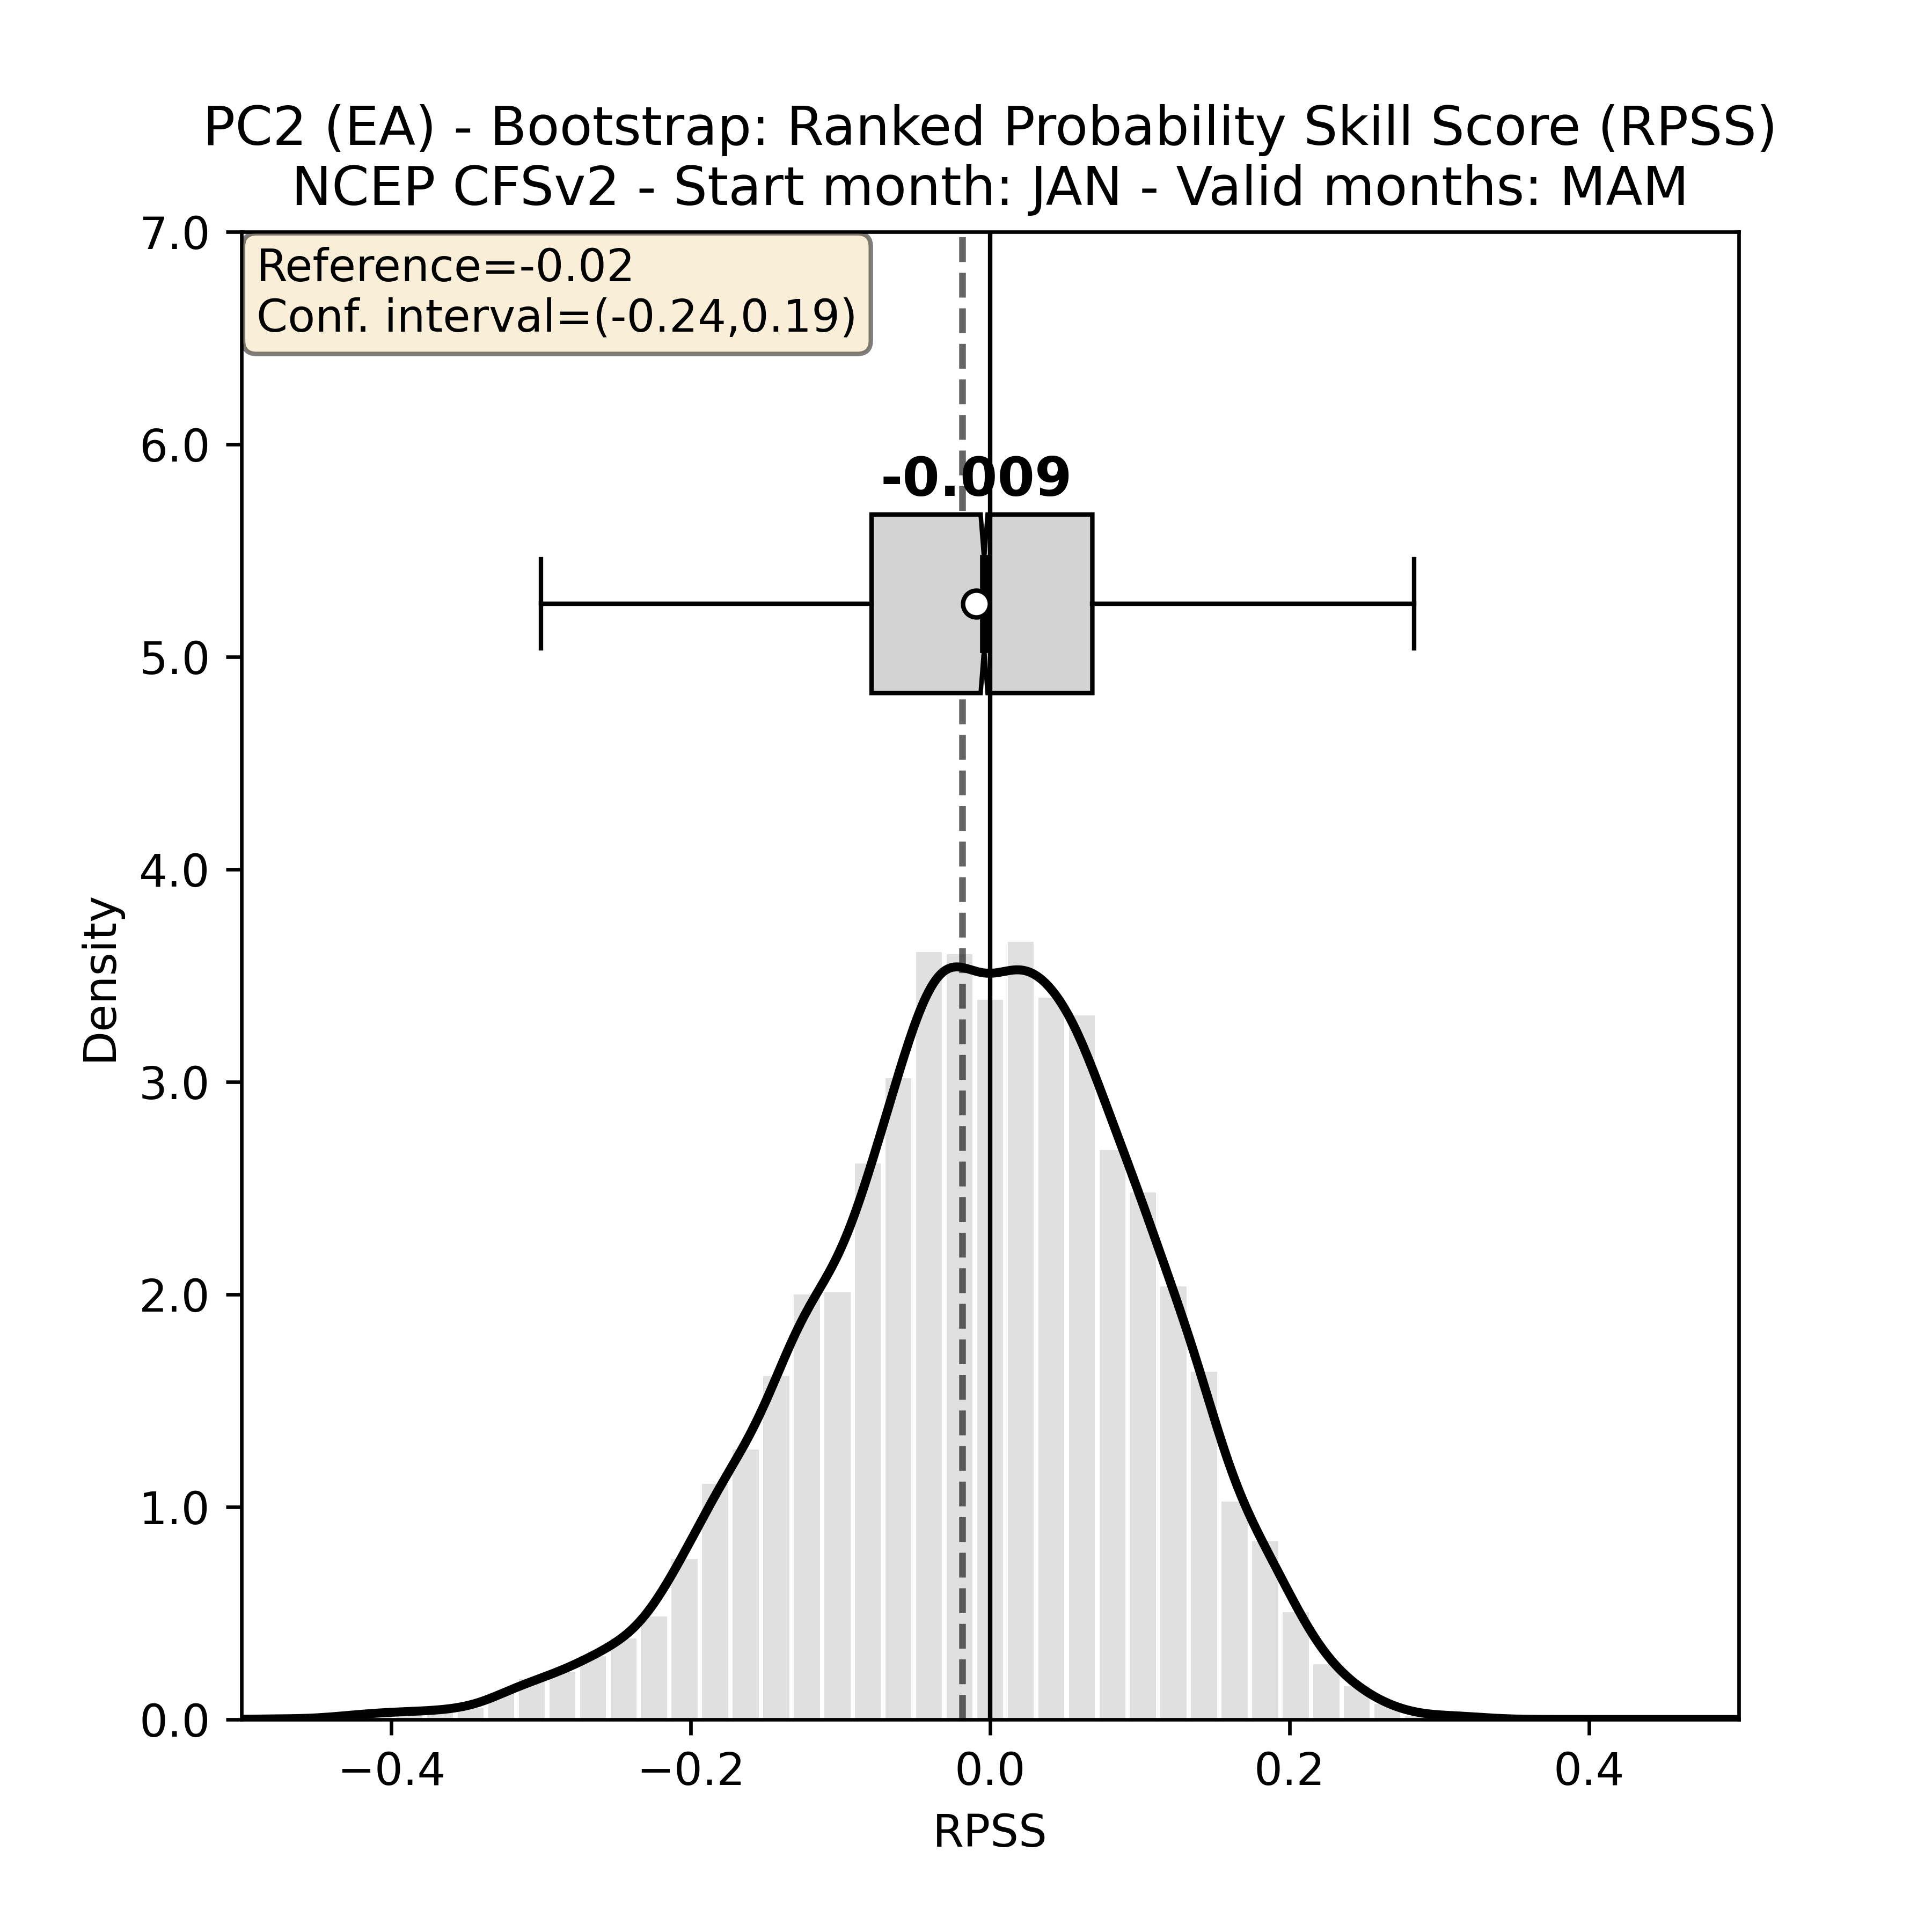 PC2 (EA) - Bootstrap: Ranked Probability Skill Score (RPSS)
NCEP CFSv2 - Start month: JAN - Valid months: MAM
Reference=-0.02
Conf. interval=(-0.24,0.19)
-0.009
7.0
6.0
5.0
4.0
3.0
2.0
1.0
0.0
Density
−0.4
−0.2
0.0
0.2
0.4
RPSS